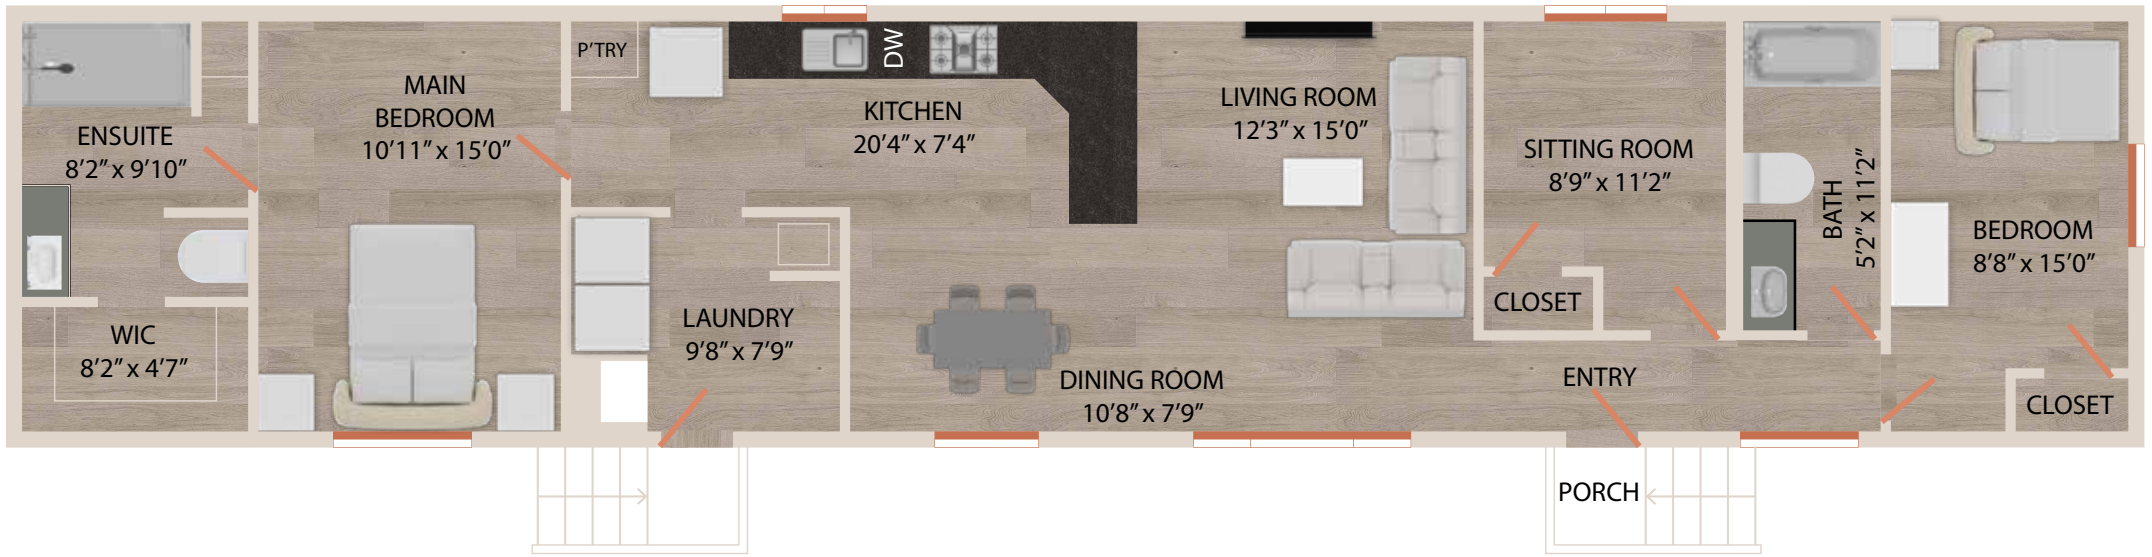 ENSUITE
8’2” x 9’10”
WIC
8’2” x 4’7”
MAIN
BEDROOM
10’11” x 15’0”
P’TRY
DW
KITCHEN
20’4” x 7’4”
LAUNDRY
9’8” x 7’9”
DINING ROOM
10’8” x 7’9”
LIVING ROOM
12’3” x 15’0”
SITTING ROOM
8’9” x 11’2”
CLOSET
ENTRY
PORCH
BATH
5’2” x 11’2”
BEDROOM
8’8” x 15’0”
CLOSET